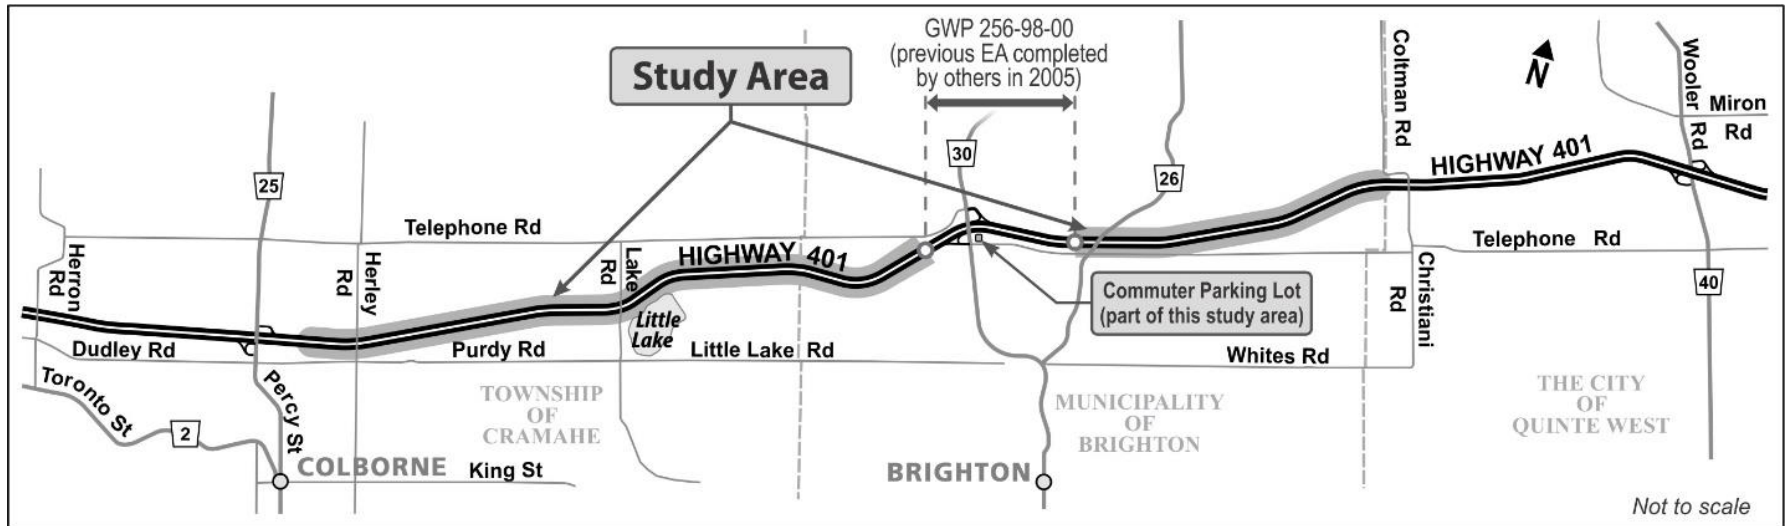 GWP 256-98-00
(previous EA completed
by others in 2005)
Study Area
Coltman Rd
N
Wooler Rd
Miron
Rd
25
30
26
HIGHWAY 401
Telephone Rd
Herron
Rd
Herley
Rd
Lake
Rd
HIGHWAY 401
Telephone Rd
Christiani
Rd
40
Commuter Parking Lot
(part of this study area)
Little
Lake
Dudley Rd
Purdy Rd
Little Lake Rd
Whites Rd
Toronto St
Percy St
2
TOWNSHIP
OF
CRAMAHE
MUNICIPALITY
OF
BRIGHTON
THE CITY
OF
QUINTE WEST
COLBORNE
King St
BRIGHTON
Not to scale